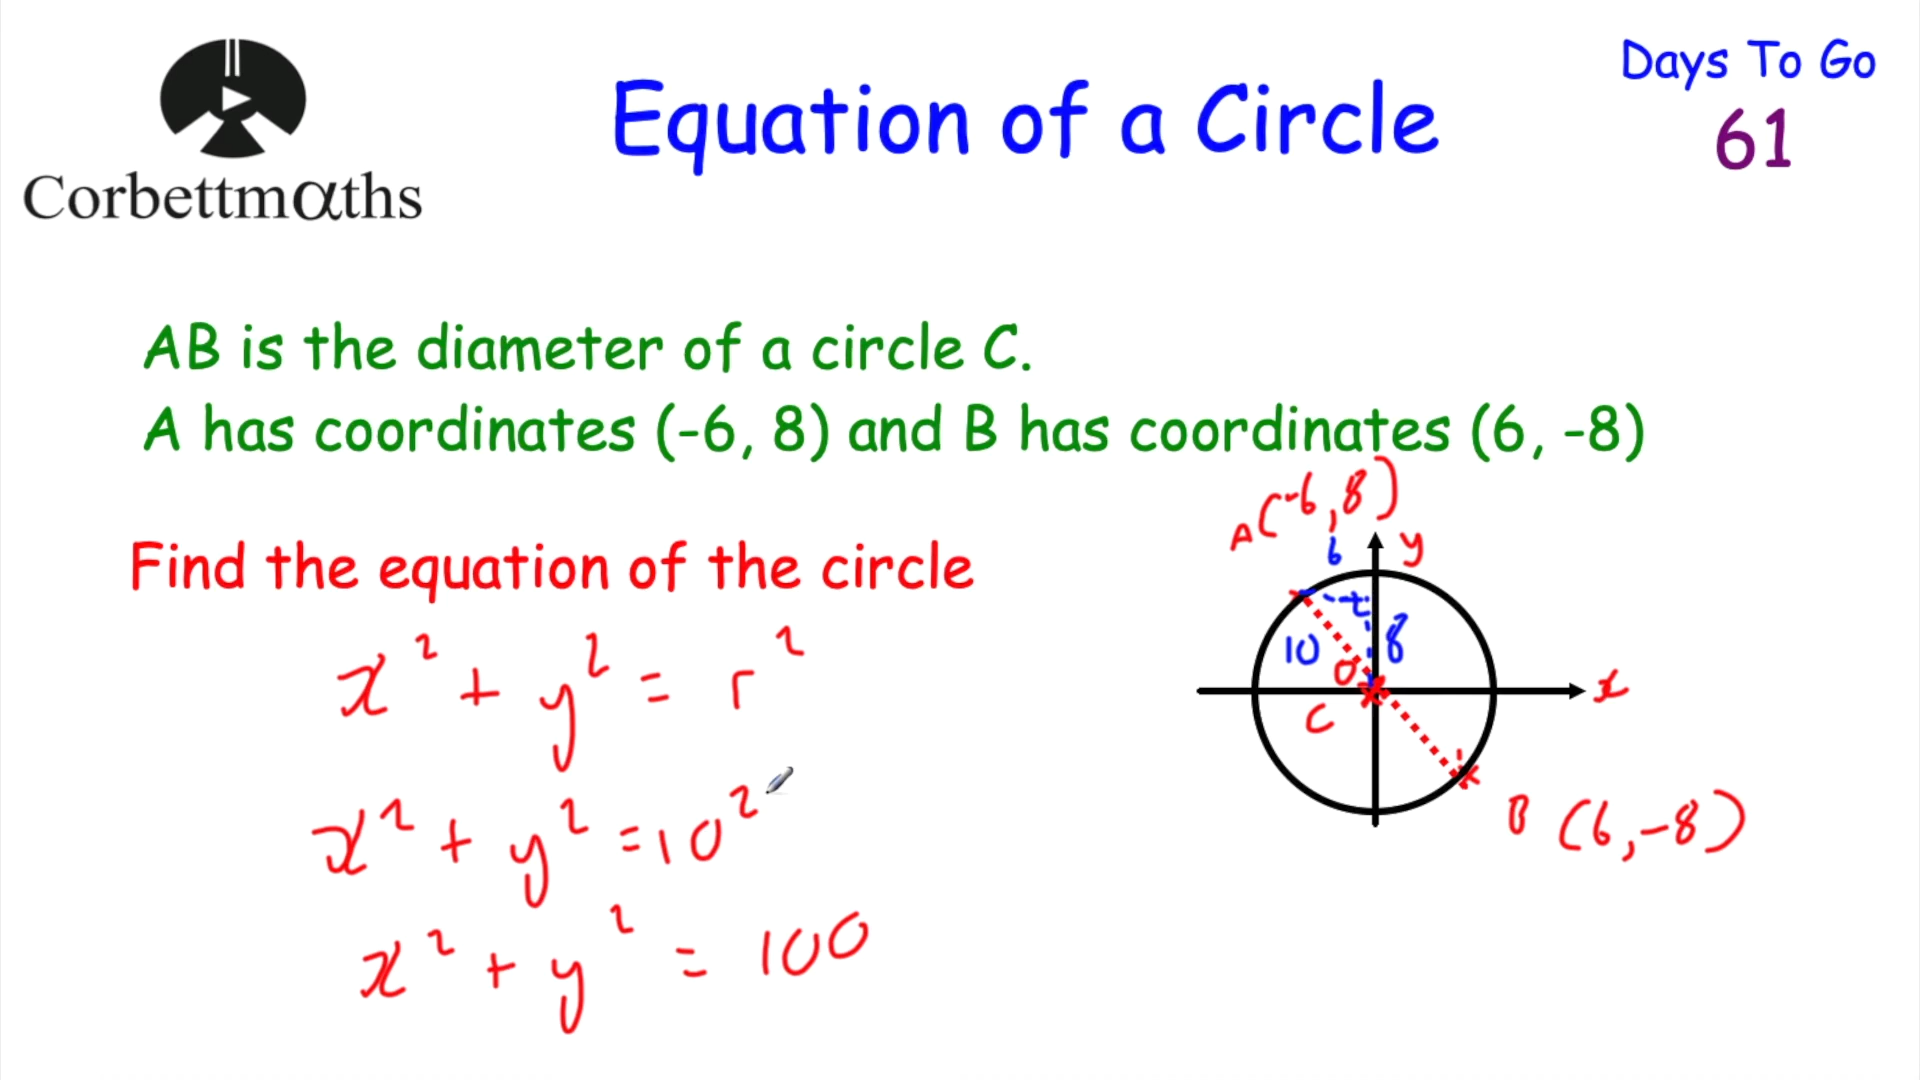 Corbettmαths
Equation of a Circle
Days To Go
61
AB is the diameter of a circle C.
A has coordinates (-6, 8) and B has coordinates (6, -8)
Find the equation of the circle
x² + y² = r²
x² + y² = 10²
x² + y² = 100
A (-6, 8)
6
y
10
8
O
x
C
B (6, -8)